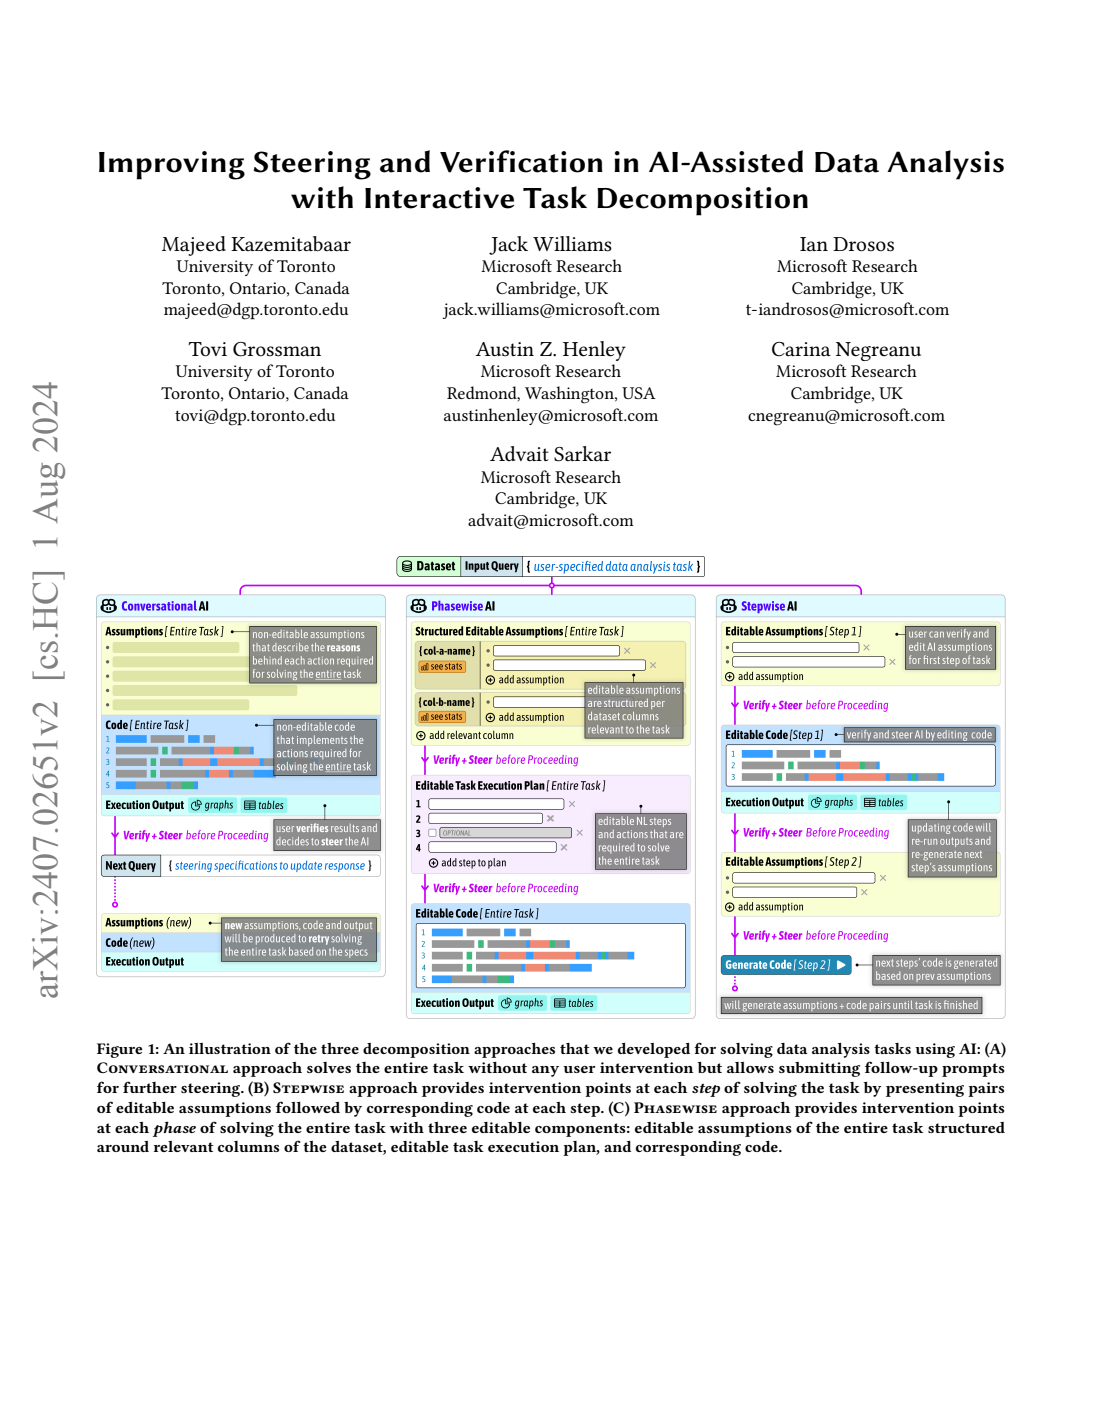 arXiv:2407.02651v2 [cs.HC] 1 Aug 2024
Improving Steering and Verification in AI-Assisted Data Analysis
with Interactive Task Decomposition
Majeed Kazemitabaar
University of Toronto
Toronto, Ontario, Canada
majeed@dgp.toronto.edu
Jack Williams
Microsoft Research
Cambridge, UK
jack.williams@microsoft.com
Ian Drosos
Microsoft Research
Cambridge, UK
t-iandrosos@microsoft.com
Tovi Grossman
University of Toronto
Toronto, Ontario, Canada
tovi@dgp.toronto.edu
Austin Z. Henley
Microsoft Research
Redmond, Washington, USA
austinhenley@microsoft.com
Carina Negreanu
Microsoft Research
Cambridge, UK
cnegreanu@microsoft.com
Advait Sarkar
Microsoft Research
Cambridge, UK
advait@microsoft.com
Dataset Input Query { user-specified data analysis task }
Conversational AI
Assumptions [ Entire Task ]
non-editable assumptions
that describe the reasons
behind each action required
for solving the entire task
Code [ Entire Task ]
non-editable code
that implements the
actions required for
solving the entire task
1
2
3
4
5
Execution Output graphs tables
user verifies results and
decides to steer the AI
Verify + Steer before Proceeding
Next Query { steering specifications to update response }
Assumptions (new)
Code (new)
Execution Output
new assumptions, code and output
will be produced to retry solving
the entire task based on the specs
Phasewise AI
Structured Editable Assumptions [ Entire Task ]
{col-a-name}
see stats
add assumption
{col-b-name}
see stats
add assumption
editable assumptions
are structured per
dataset columns
relevant to the task
add relevant column
Verify + Steer before Proceeding
Editable Task Execution Plan [ Entire Task ]
1
2
3 OPTIONAL
4
add step to plan
editable NL steps
and actions that are
required to solve
the entire task
Verify + Steer before Proceeding
Editable Code [ Entire Task ]
1
2
3
4
5
Execution Output graphs tables
Stepwise AI
Editable Assumptions [ Step 1 ]
user can verify and
edit AI assumptions
for first step of task
add assumption
Verify + Steer before Proceeding
Editable Code [Step 1 ] verify and steer AI by editing code
1
2
3
Execution Output graphs tables
Verify + Steer before Proceeding
updating code will
re-run outputs and
re-generate next
step's assumptions
Editable Assumptions [ Step 2 ]
add assumption
Verify + Steer before Proceeding
Generate Code [ Step 2 ]
next steps' code is generated
based on prev assumptions
will generate assumptions + code pairs until task is finished
Figure 1: An illustration of the three decomposition approaches that we developed for solving data analysis tasks using AI: (A)
Conversational approach solves the entire task without any user intervention but allows submitting follow-up prompts
for further steering. (B) Stepwise approach provides intervention points at each step of solving the task by presenting pairs
of editable assumptions followed by corresponding code at each step. (C) Phasewise approach provides intervention points
at each phase of solving the entire task with three editable components: editable assumptions of the entire task structured
around relevant columns of the dataset, editable task execution plan, and corresponding code.